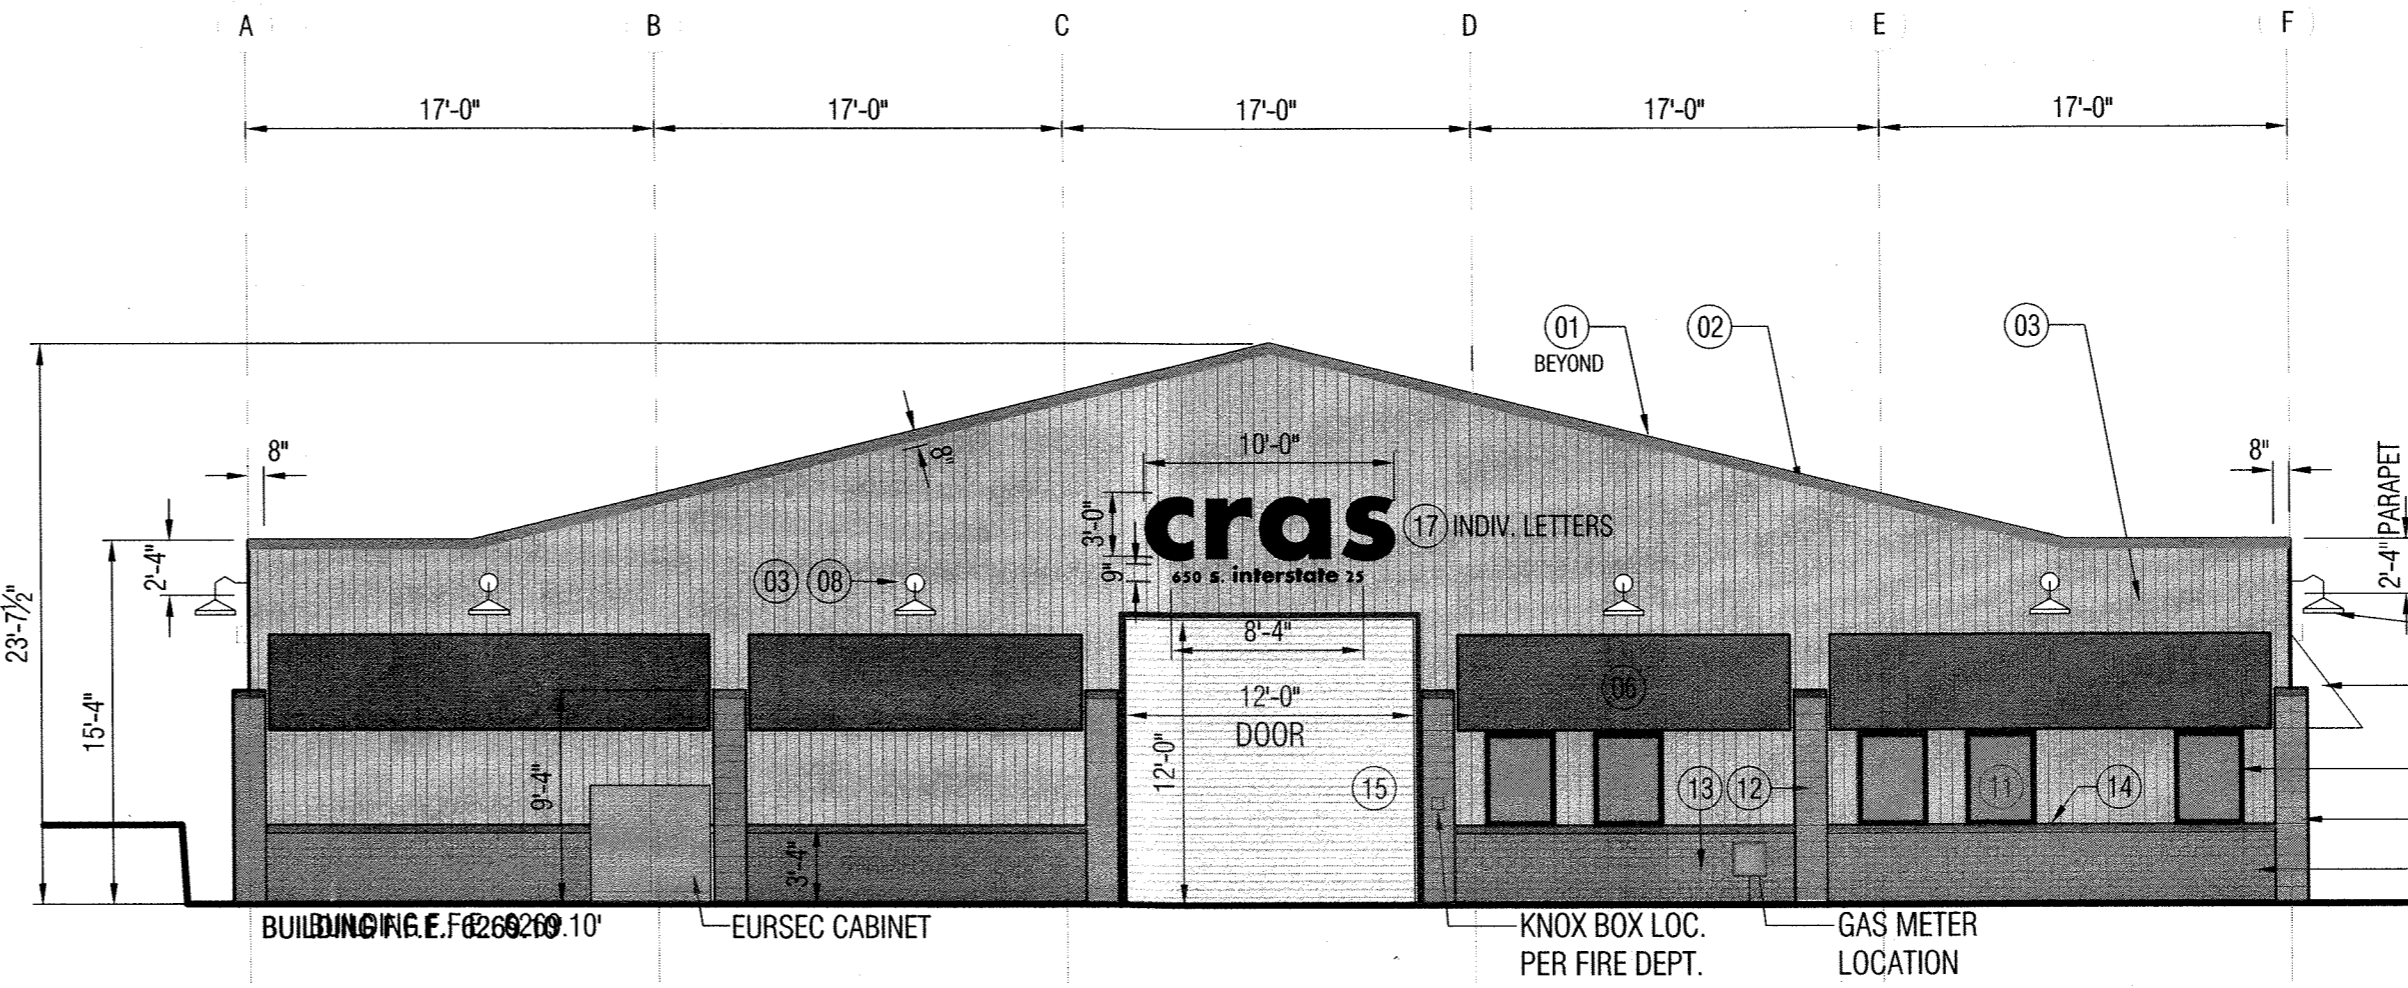 A B C D E F
17'-0" 17'-0" 17'-0" 17'-0" 17'-0"
01 02 03
BEYOND
8" 8" 10'-0" 8"
23'-7½"
15'-4"
2'-4"
3'-0"
cras
17 INDIV. LETTERS
2'-4" PARAPET
9"
650 s. interstate 25
03 08
8'-4"
06
12'-0"
DOOR
12'-0"
9'-4"
3'-4"
15 13 12 11 14
BUILDING F.F.E. 6269.10'
EURSEC CABINET
KNOX BOX LOC.
PER FIRE DEPT.
GAS METER
LOCATION